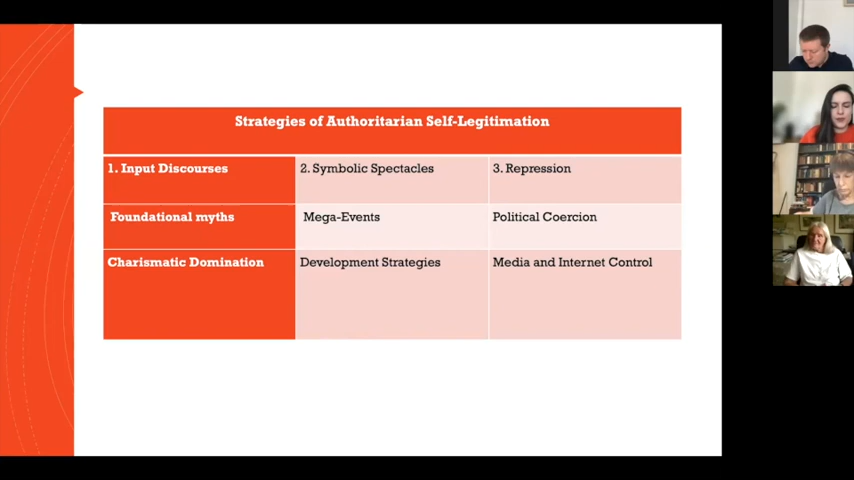 Strategies of Authoritarian Self-Legitimation
1. Input Discourses
2. Symbolic Spectacles
3. Repression
Foundational myths
Mega-Events
Political Coercion
Charismatic Domination
Development Strategies
Media and Internet Control